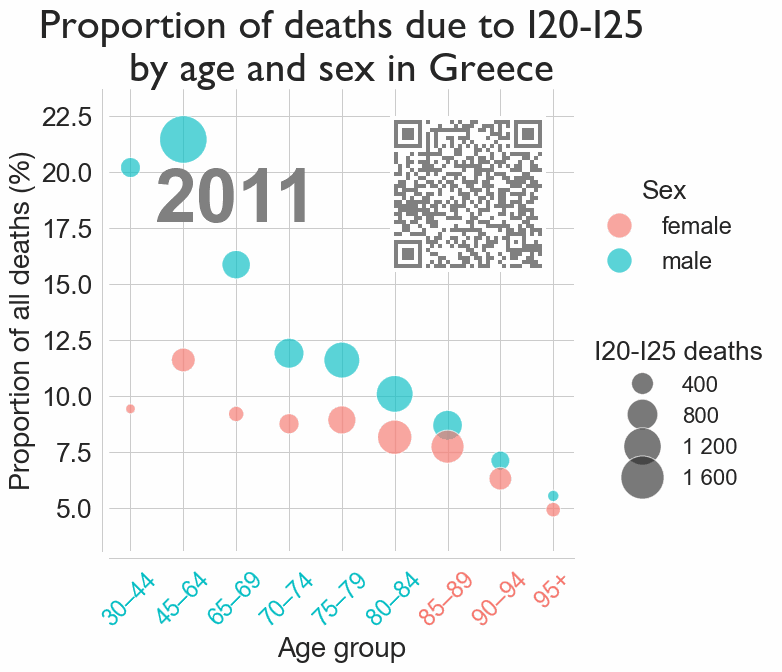 Proportion of deaths due to I20-I25
by age and sex in Greece
22.5
20.0
17.5
15.0
12.5
10.0
7.5
5.0
Proportion of all deaths (%)
2011
30–44
45–64
65–69
70–74
75–79
80–84
85–89
90–94
95+
Age group
Sex
female
male
I20-I25 deaths
400
800
1 200
1 600